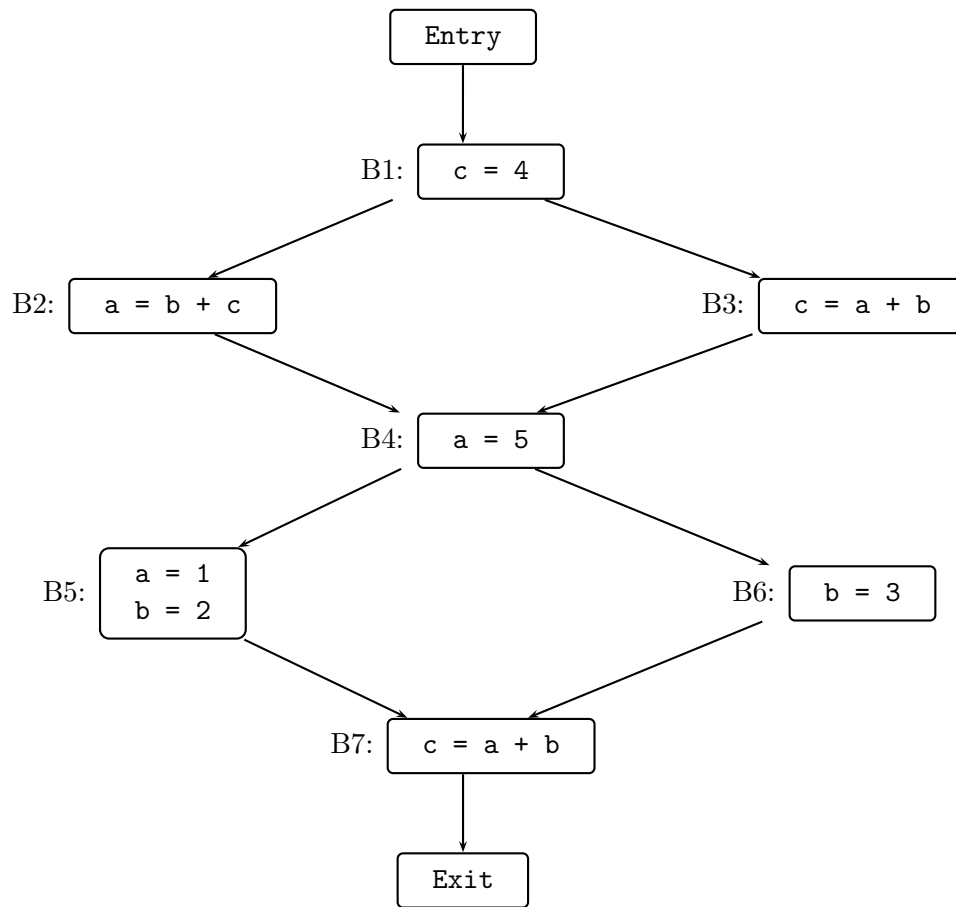 Entry
B1: c = 4
B2: a = b + c
B3: c = a + b
B4: a = 5
B5: a = 1
b = 2
B6: b = 3
B7: c = a + b
Exit